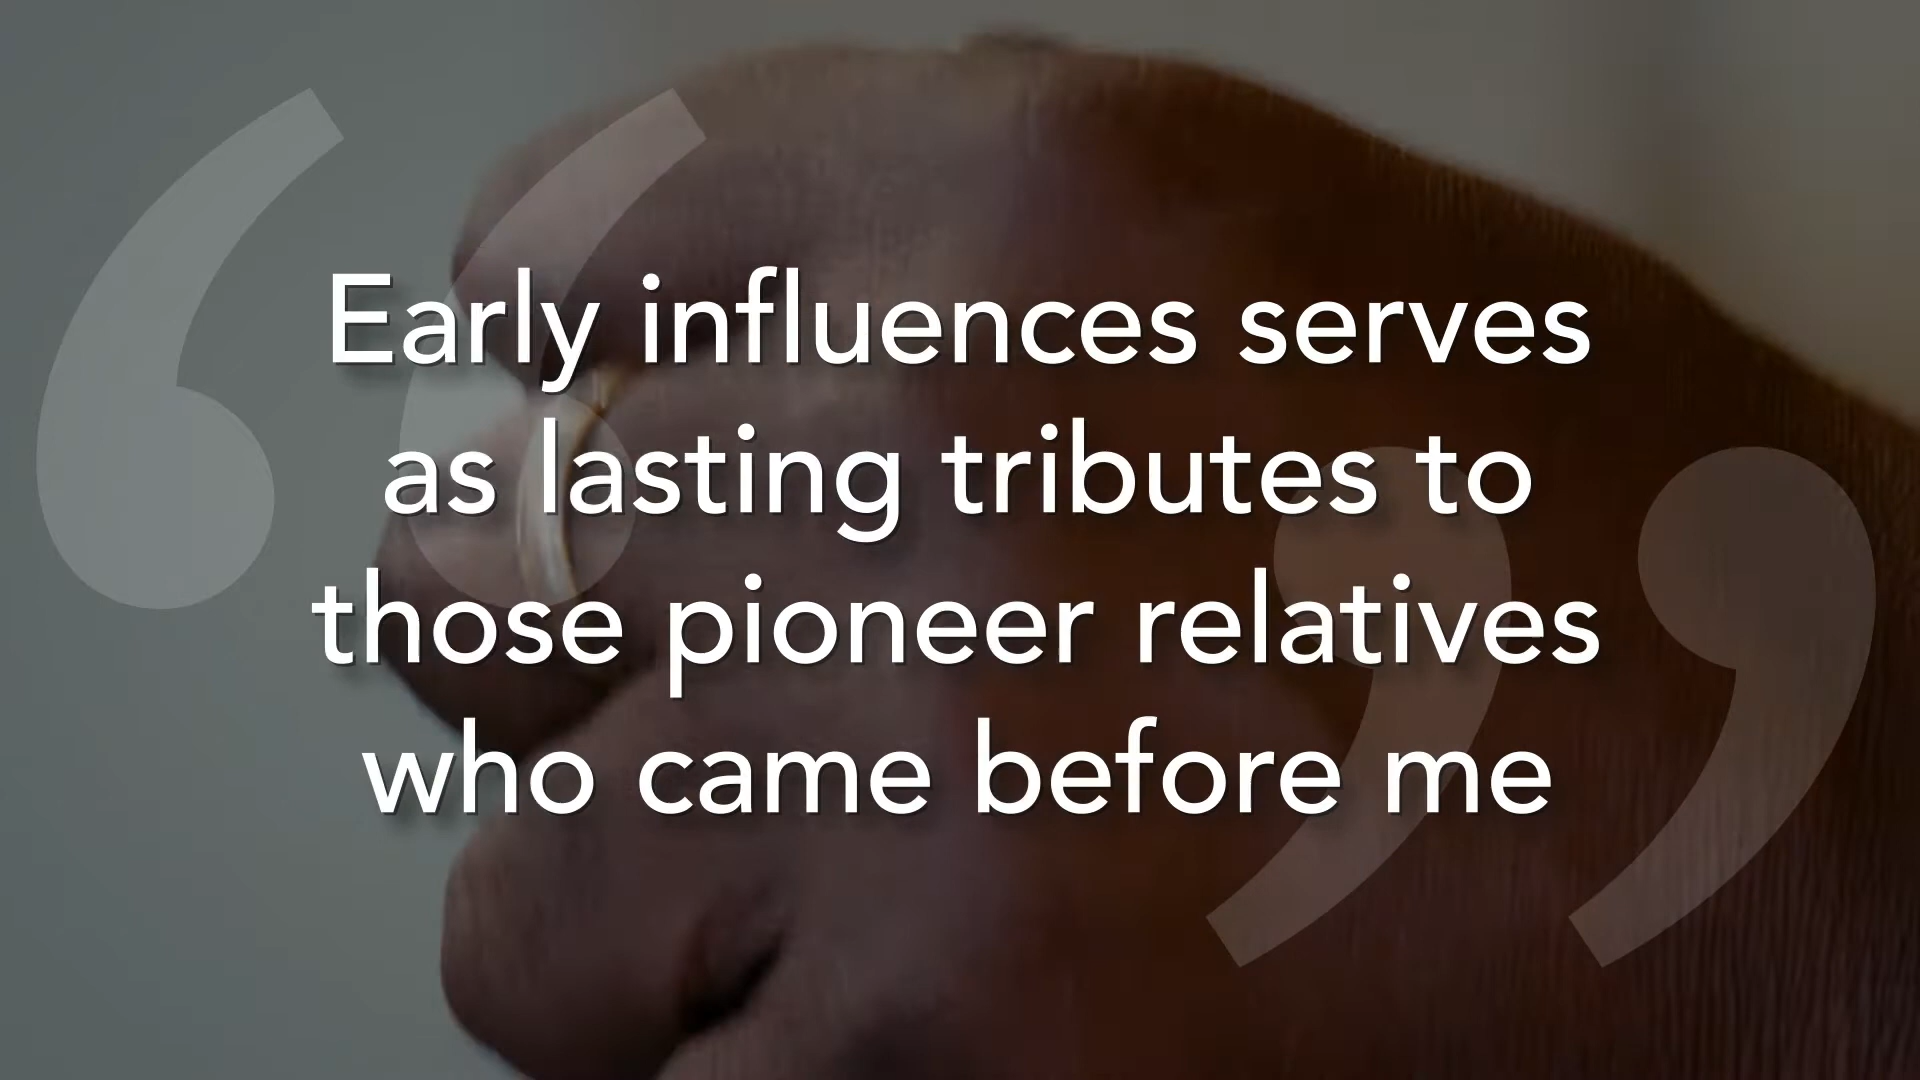 Early influences serves
as lasting tributes to
those pioneer relatives
who came before me